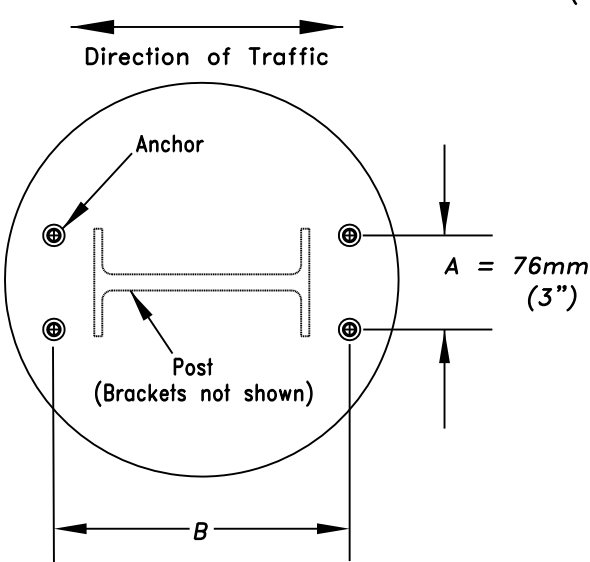 Direction of Traffic
Anchor
A = 76mm
(3")
Post
(Brackets not shown)
B